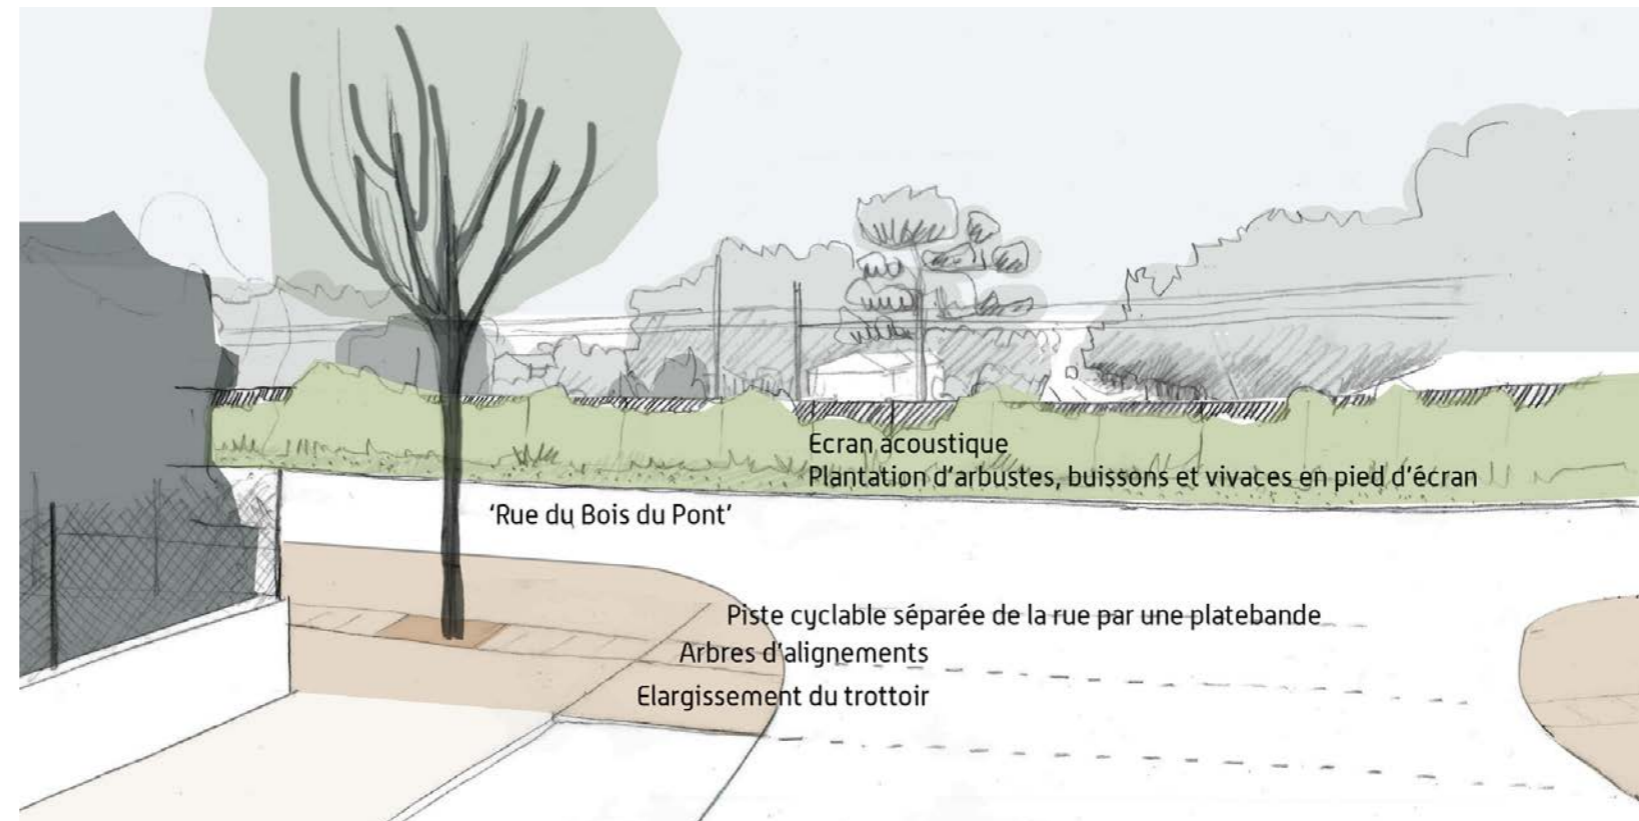 Ecran acoustique
Plantation d'arbustes, buissons et vivaces en pied d'écran
'Rue du Bois du Pont'
Piste cyclable séparée de la rue par une platebande
Arbres d'alignements
Elargissement du trottoir